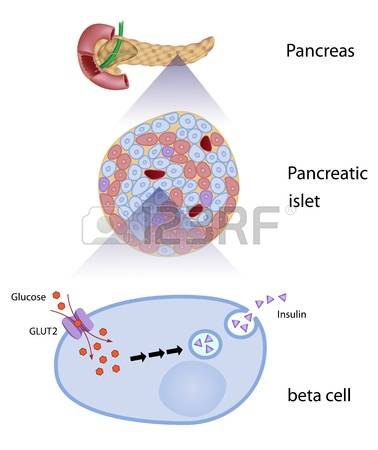 Pancreas
Pancreatic
islet
123RF
Glucose
GLUT2
Insulin
beta cell